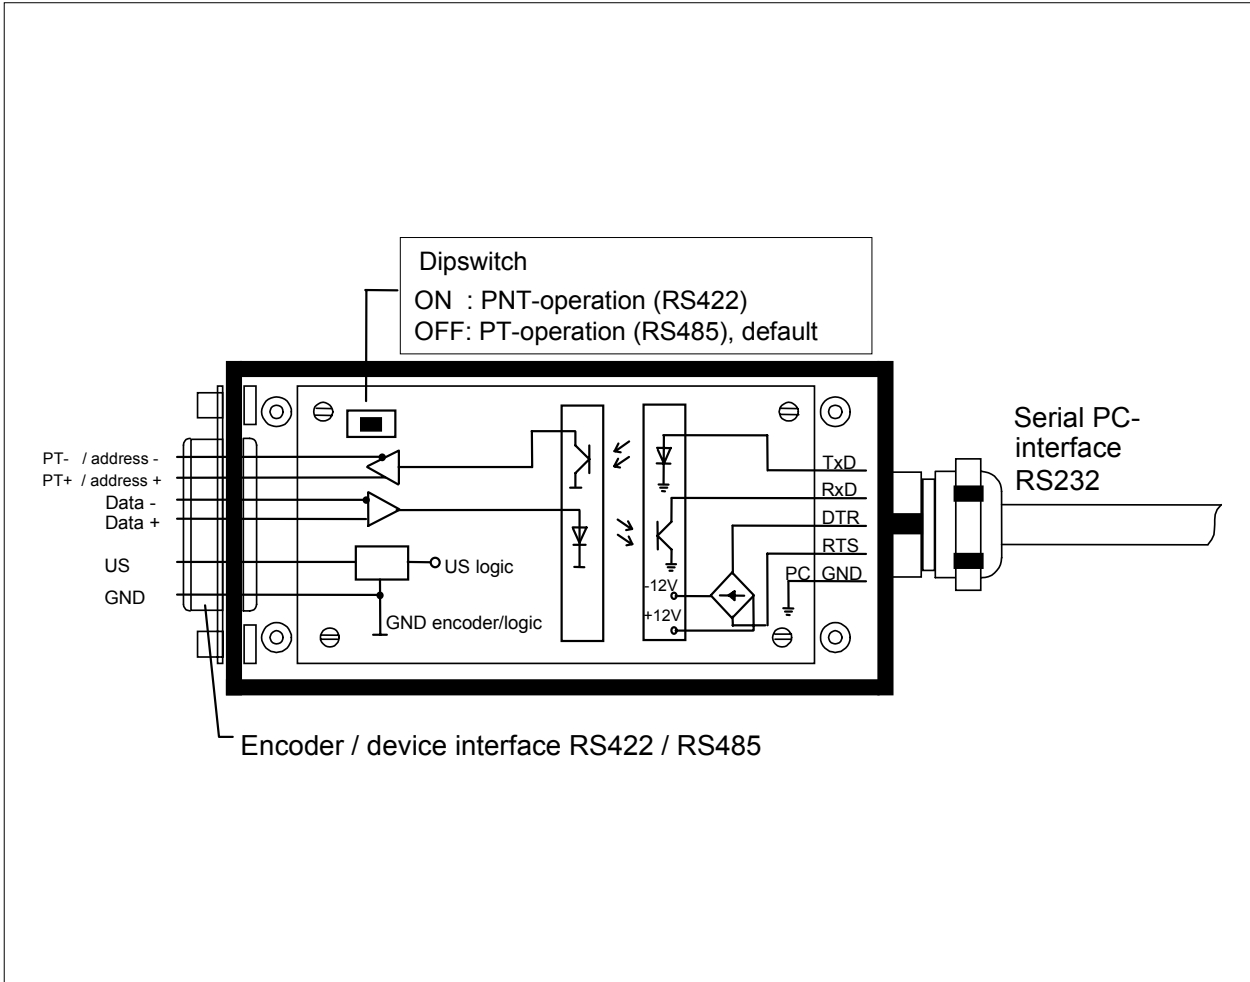 Dipswitch
ON : PNT-operation (RS422)
OFF: PT-operation (RS485), default
Serial PC-
interface
RS232
PT- / address -
PT+ / address +
Data -
Data +
US
GND
US logic
GND encoder/logic
-12V
+12V
TxD
RxD
DTR
RTS
PC GND
Encoder / device interface RS422 / RS485